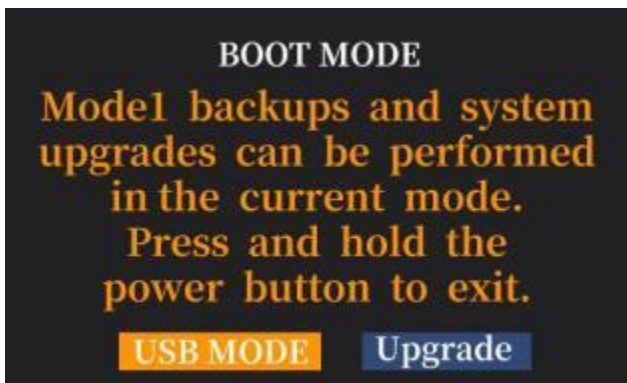 BOOT MODE
Model backups and system
upgrades can be performed
in the current mode.
Press and hold the
power button to exit.
USB MODE Upgrade